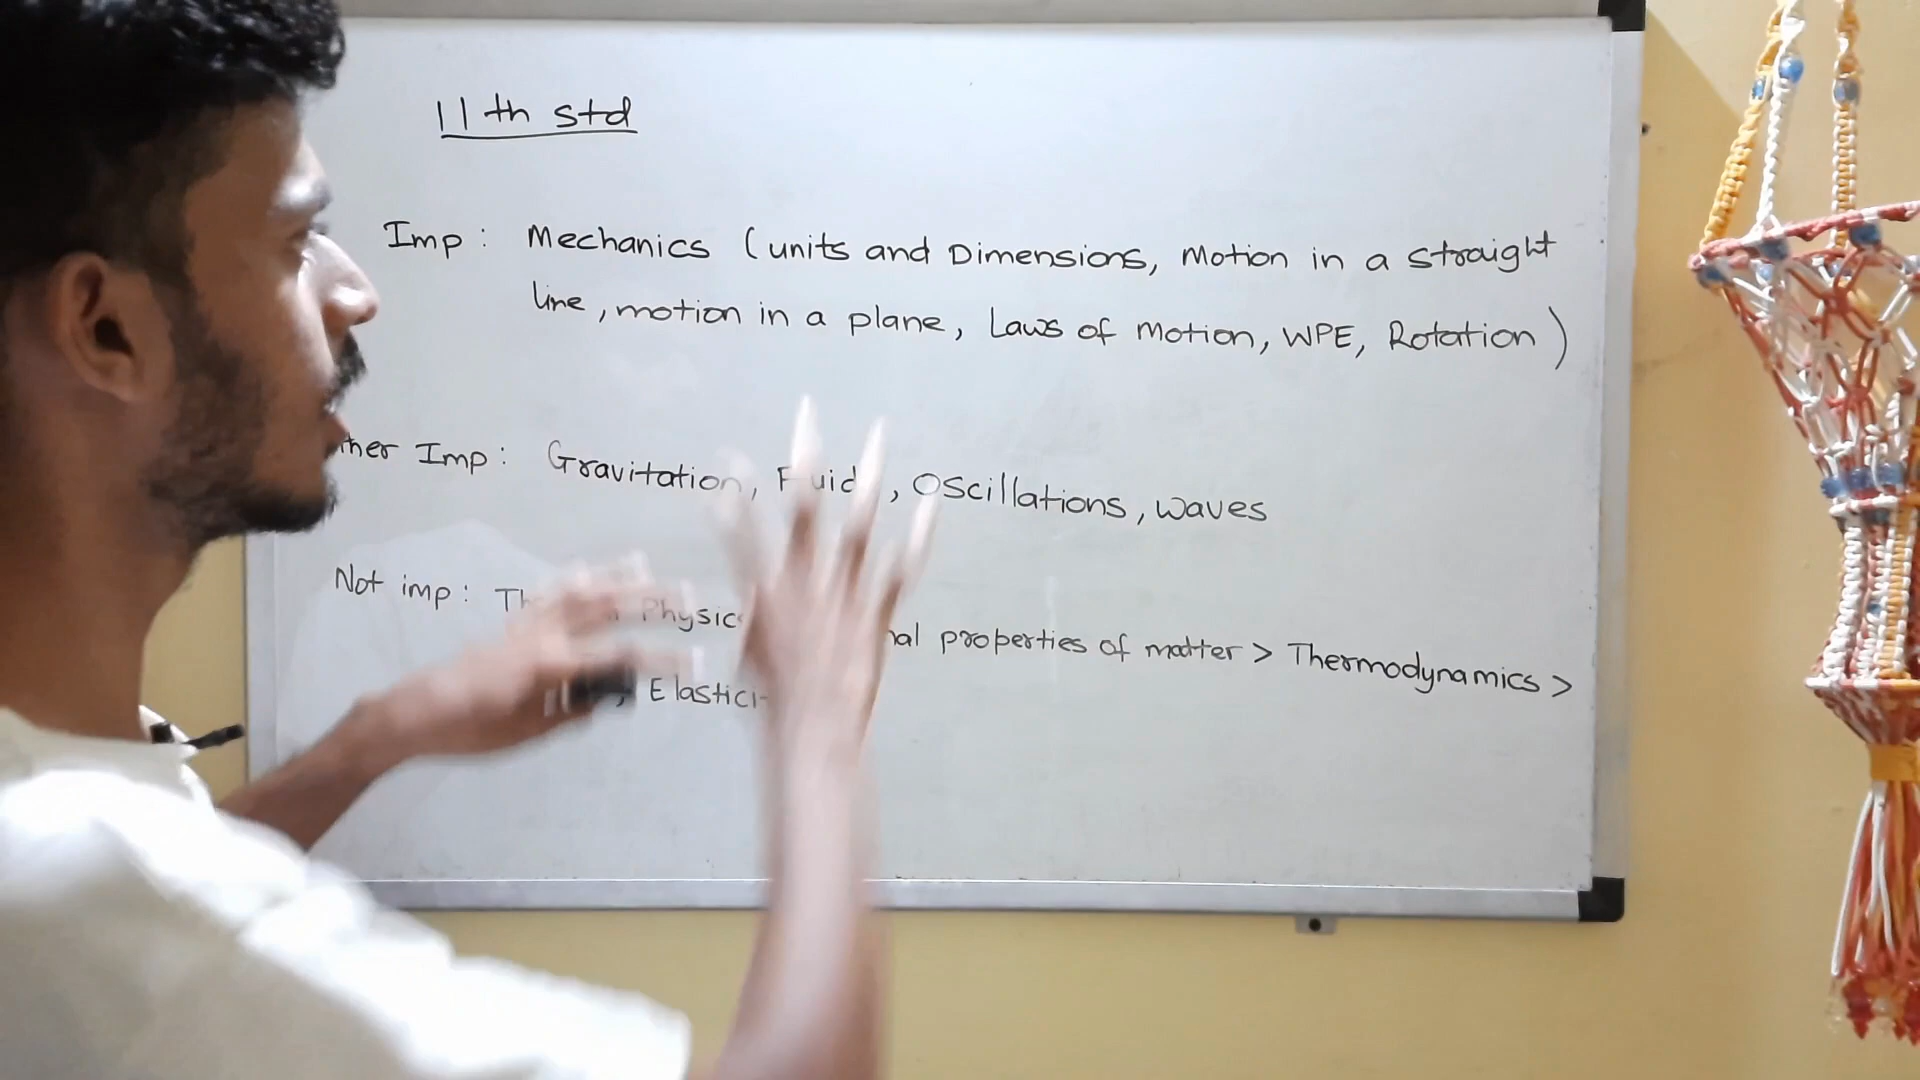 11th std
Imp: Mechanics (units and Dimensions, Motion in a straight
line, motion in a plane, Laws of Motion, WPE, Rotation)
Imp: Gravitation, , Oscillations, waves
Not imp: properties of matter > Thermodynamics >
,